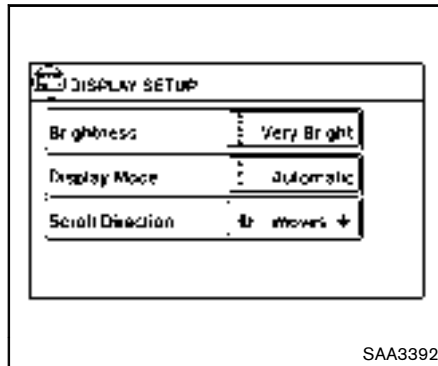 DISPLAY SETUP
Brightness Very Bright
Display Mode Automatic
Scroll Direction moves
SAA3392